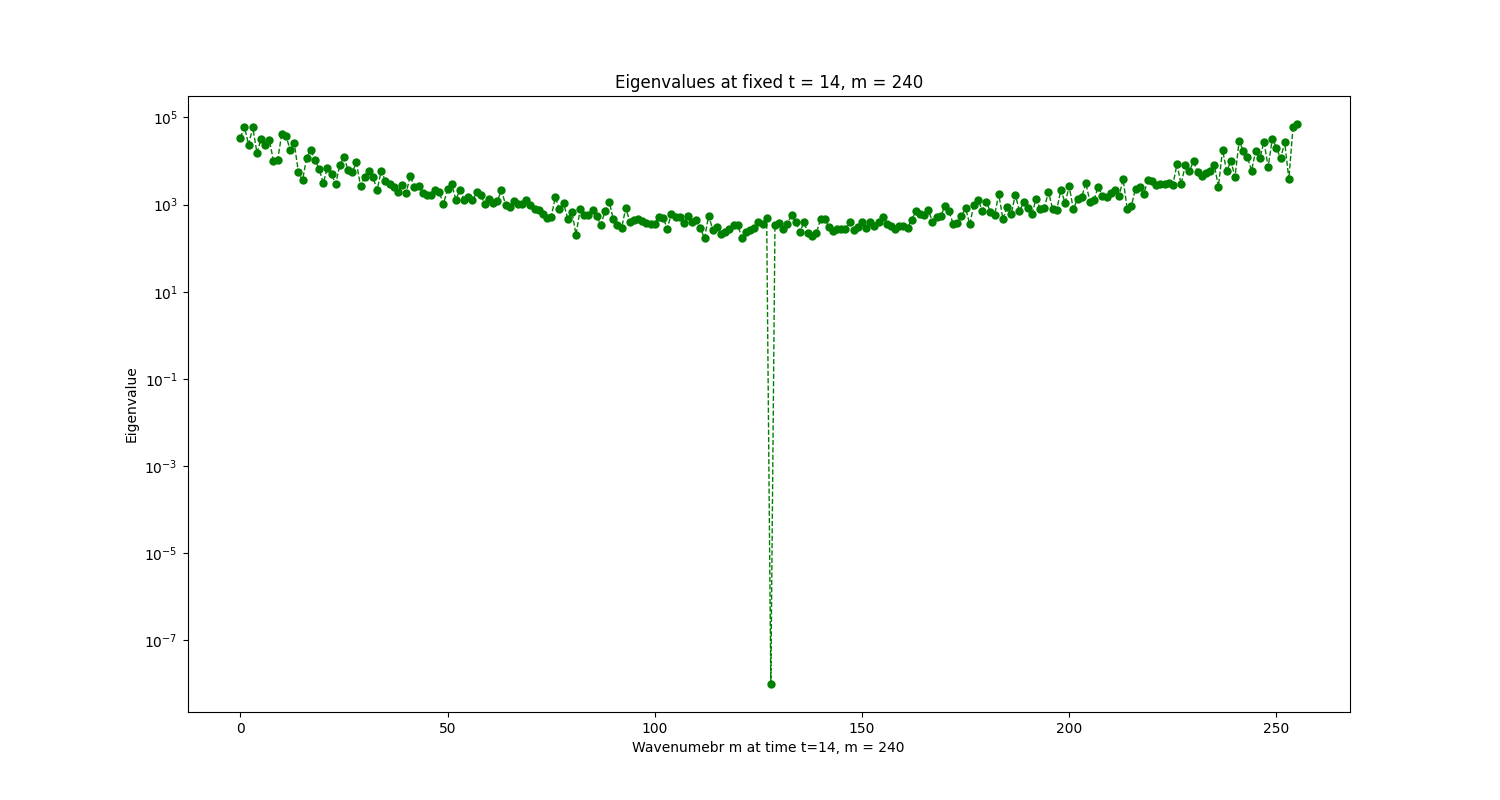 Eigenvalues at fixed t = 14, m = 240
10^5
10^3
10^1
10^−1
10^−3
10^−5
10^−7
Eigenvalue
0 50 100 150 200 250
Wavenumebr m at time t=14, m = 240